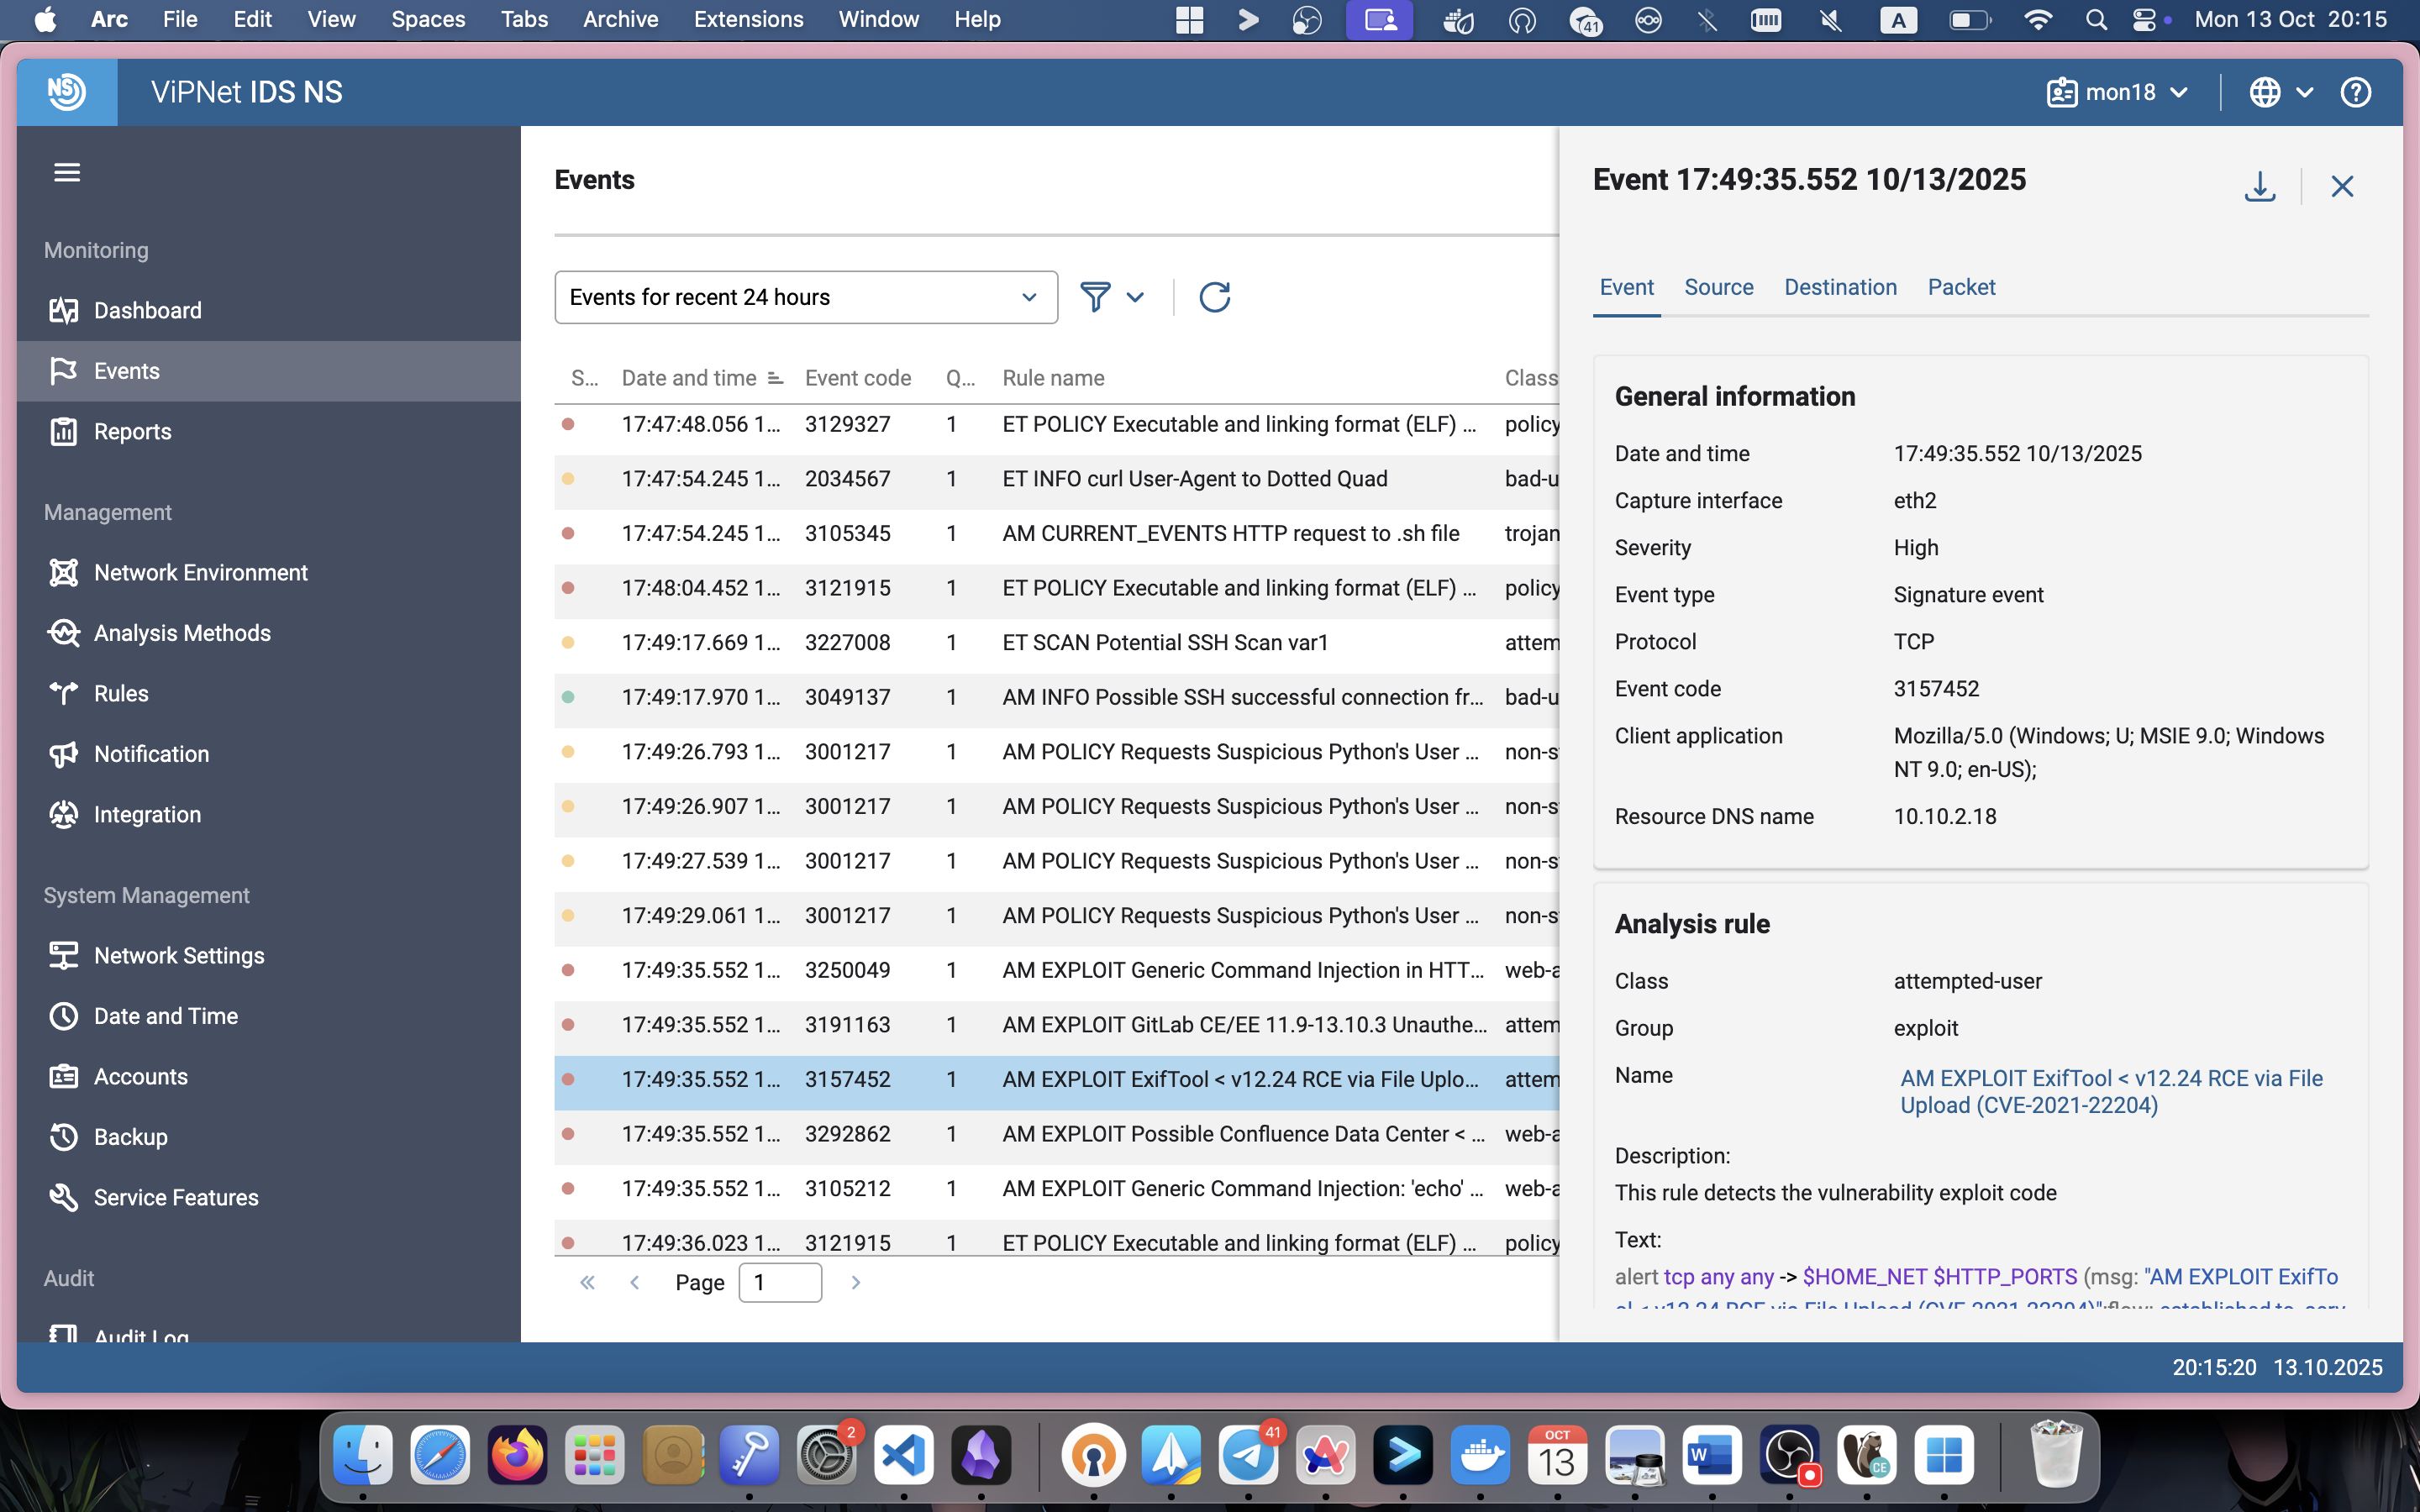 Arc File Edit View Spaces Tabs Archive Extensions Window Help
41
A
Mon 13 Oct 20:15
NS
ViPNet IDS NS
mon18
Monitoring
Dashboard
Events
Reports
Management
Network Environment
Analysis Methods
Rules
Notification
Integration
System Management
Network Settings
Date and Time
Accounts
Backup
Service Features
Audit
Audit Log
Events
Events for recent 24 hours
S... Date and time Event code Q... Rule name Class
17:47:48.056 1... 3129327 1 ET POLICY Executable and linking format (ELF) ... policy
17:47:54.245 1... 2034567 1 ET INFO curl User-Agent to Dotted Quad bad-u
17:47:54.245 1... 3105345 1 AM CURRENT_EVENTS HTTP request to .sh file trojan
17:48:04.452 1... 3121915 1 ET POLICY Executable and linking format (ELF) ... policy
17:49:17.669 1... 3227008 1 ET SCAN Potential SSH Scan var1 attem
17:49:17.970 1... 3049137 1 AM INFO Possible SSH successful connection fr... bad-u
17:49:26.793 1... 3001217 1 AM POLICY Requests Suspicious Python's User ... non-s
17:49:26.907 1... 3001217 1 AM POLICY Requests Suspicious Python's User ... non-s
17:49:27.539 1... 3001217 1 AM POLICY Requests Suspicious Python's User ... non-s
17:49:29.061 1... 3001217 1 AM POLICY Requests Suspicious Python's User ... non-s
17:49:35.552 1... 3250049 1 AM EXPLOIT Generic Command Injection in HTT... web-a
17:49:35.552 1... 3191163 1 AM EXPLOIT GitLab CE/EE 11.9-13.10.3 Unauthe... attem
17:49:35.552 1... 3157452 1 AM EXPLOIT ExifTool < v12.24 RCE via File Uplo... attem
17:49:35.552 1... 3292862 1 AM EXPLOIT Possible Confluence Data Center < ... web-a
17:49:35.552 1... 3105212 1 AM EXPLOIT Generic Command Injection: 'echo' ... web-a
17:49:36.023 1... 3121915 1 ET POLICY Executable and linking format (ELF) ... policy
Page 1
Event 17:49:35.552 10/13/2025
Event Source Destination Packet
General information
Date and time 17:49:35.552 10/13/2025
Capture interface eth2
Severity High
Event type Signature event
Protocol TCP
Event code 3157452
Client application Mozilla/5.0 (Windows; U; MSIE 9.0; Windows
NT 9.0; en-US);
Resource DNS name 10.10.2.18
Analysis rule
Class attempted-user
Group exploit
Name AM EXPLOIT ExifTool < v12.24 RCE via File
Upload (CVE-2021-22204)
Description:
This rule detects the vulnerability exploit code
Text:
alert tcp any any -> $HOME_NET $HTTP_PORTS (msg: "AM EXPLOIT ExifTo
ol < v12.24 RCE via File Upload (CVE-2021-22204)";flow: established,to_serv
20:15:20 13.10.2025
2
41
OCT
13
W
CE